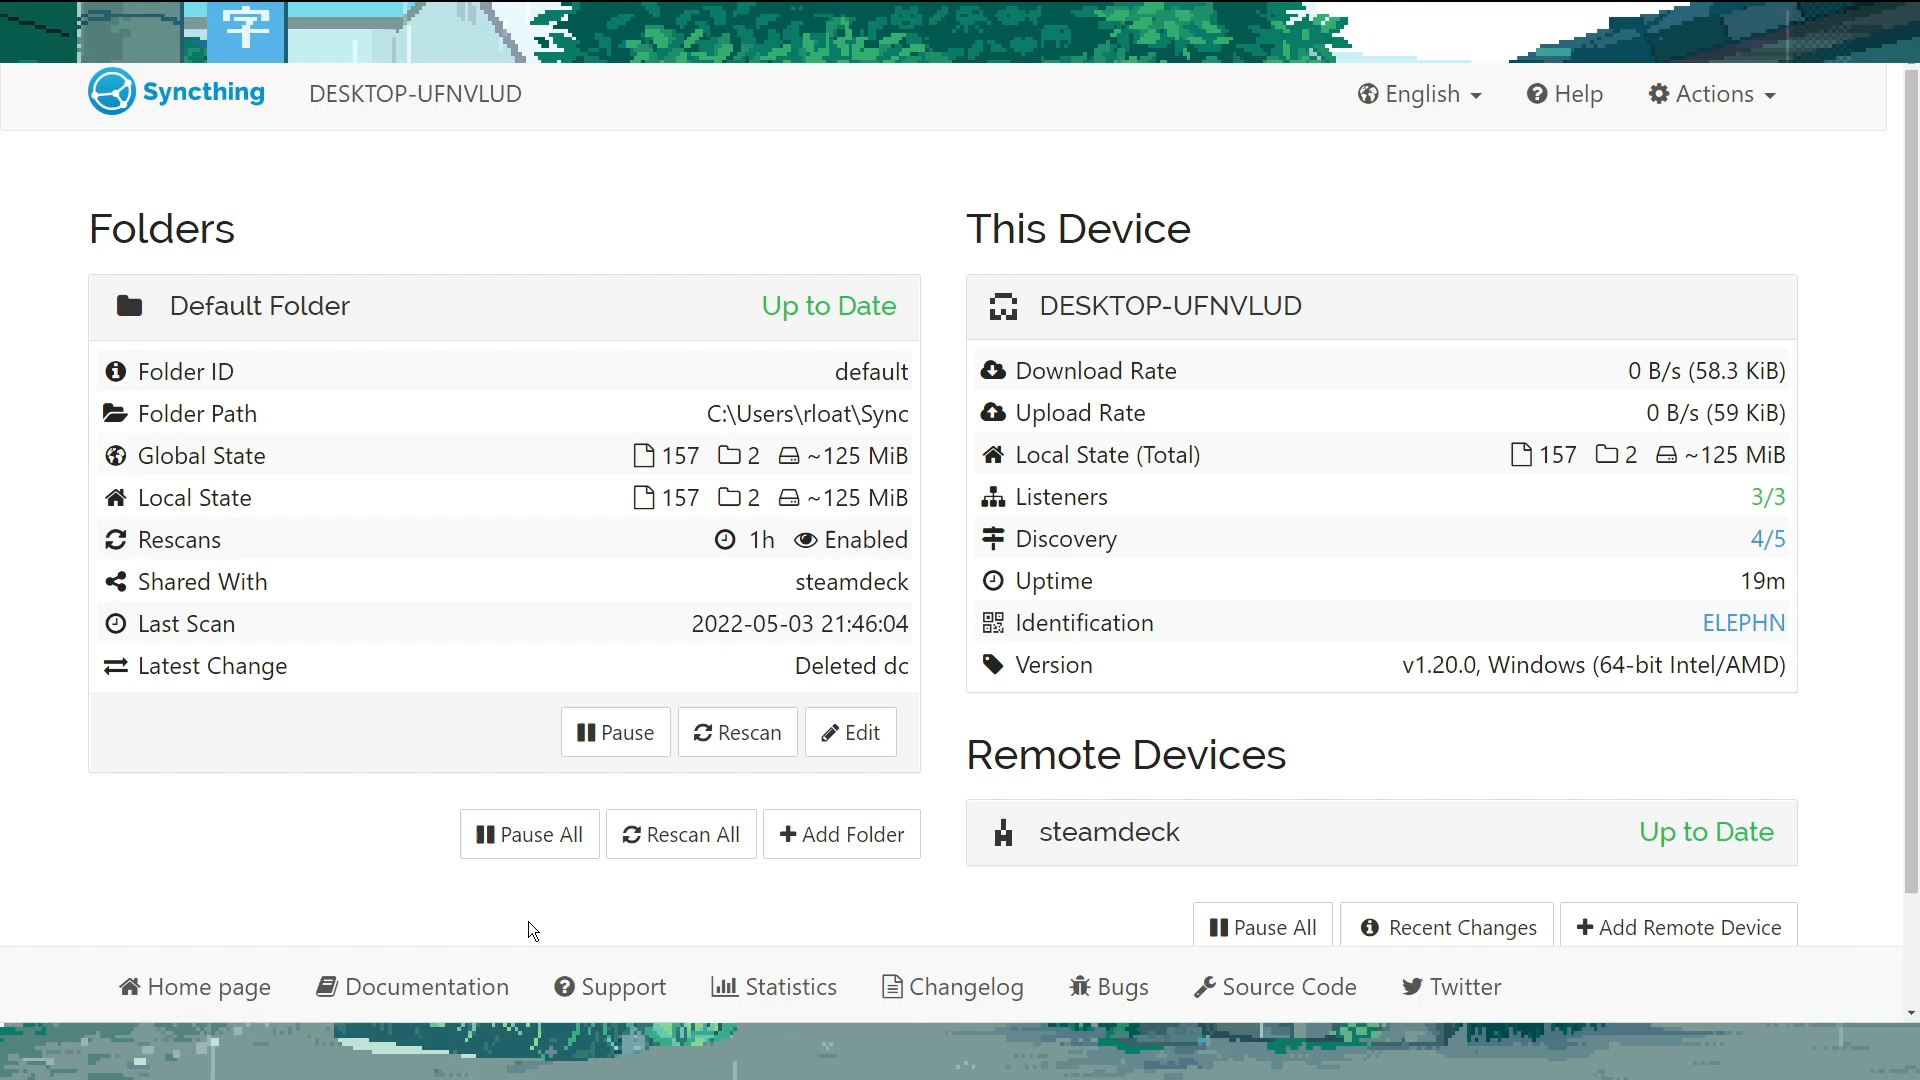 字
Syncthing DESKTOP-UFNVLUD English Help Actions
Folders
Default Folder Up to Date
Folder ID default
Folder Path C:\Users\rloat\Sync
Global State 157 2 ~125 MiB
Local State 157 2 ~125 MiB
Rescans 1h Enabled
Shared With steamdeck
Last Scan 2022-05-03 21:46:04
Latest Change Deleted dc
Pause Rescan Edit
Pause All Rescan All Add Folder
This Device
DESKTOP-UFNVLUD
Download Rate 0 B/s (58.3 KiB)
Upload Rate 0 B/s (59 KiB)
Local State (Total) 157 2 ~125 MiB
Listeners 3/3
Discovery 4/5
Uptime 19m
Identification ELEPHN
Version v1.20.0, Windows (64-bit Intel/AMD)
Remote Devices
steamdeck Up to Date
Pause All Recent Changes Add Remote Device
Home page Documentation Support Statistics Changelog Bugs Source Code Twitter